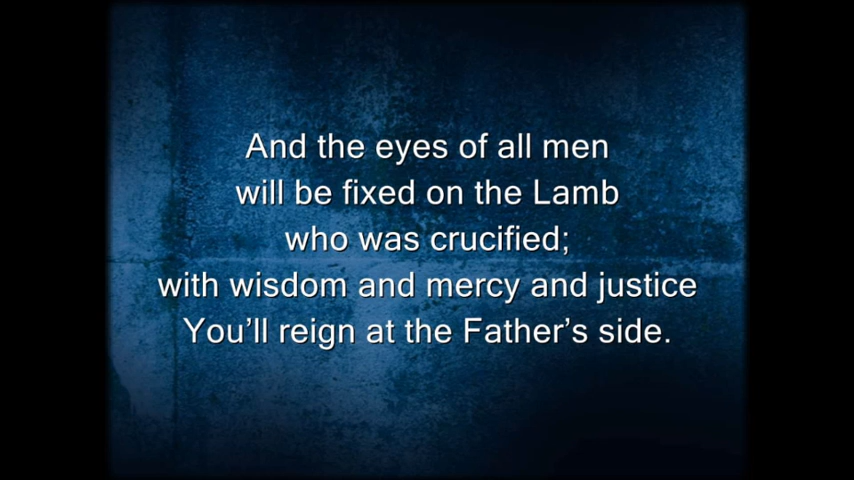 And the eyes of all men
will be fixed on the Lamb
who was crucified;
with wisdom and mercy and justice
You’ll reign at the Father’s side.